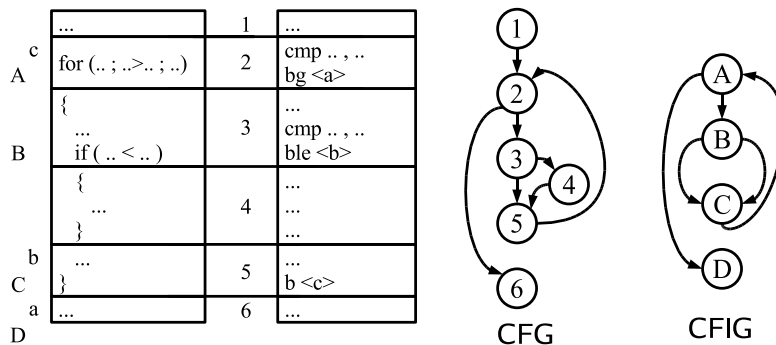 ... 1 ...
c
A
for (.. ; ..>.. ; ..) 2 cmp .. , ..
bg <a>
{ ...
... 3 cmp .. , ..
B
if ( .. < .. ) ble <b>
{ ...
... 4 ...
} ...
b
C
... 5 ...
} b <c>
a
D
... 6 ...
1
2
3
4
5
6
CFG
A
B
C
D
CFIG